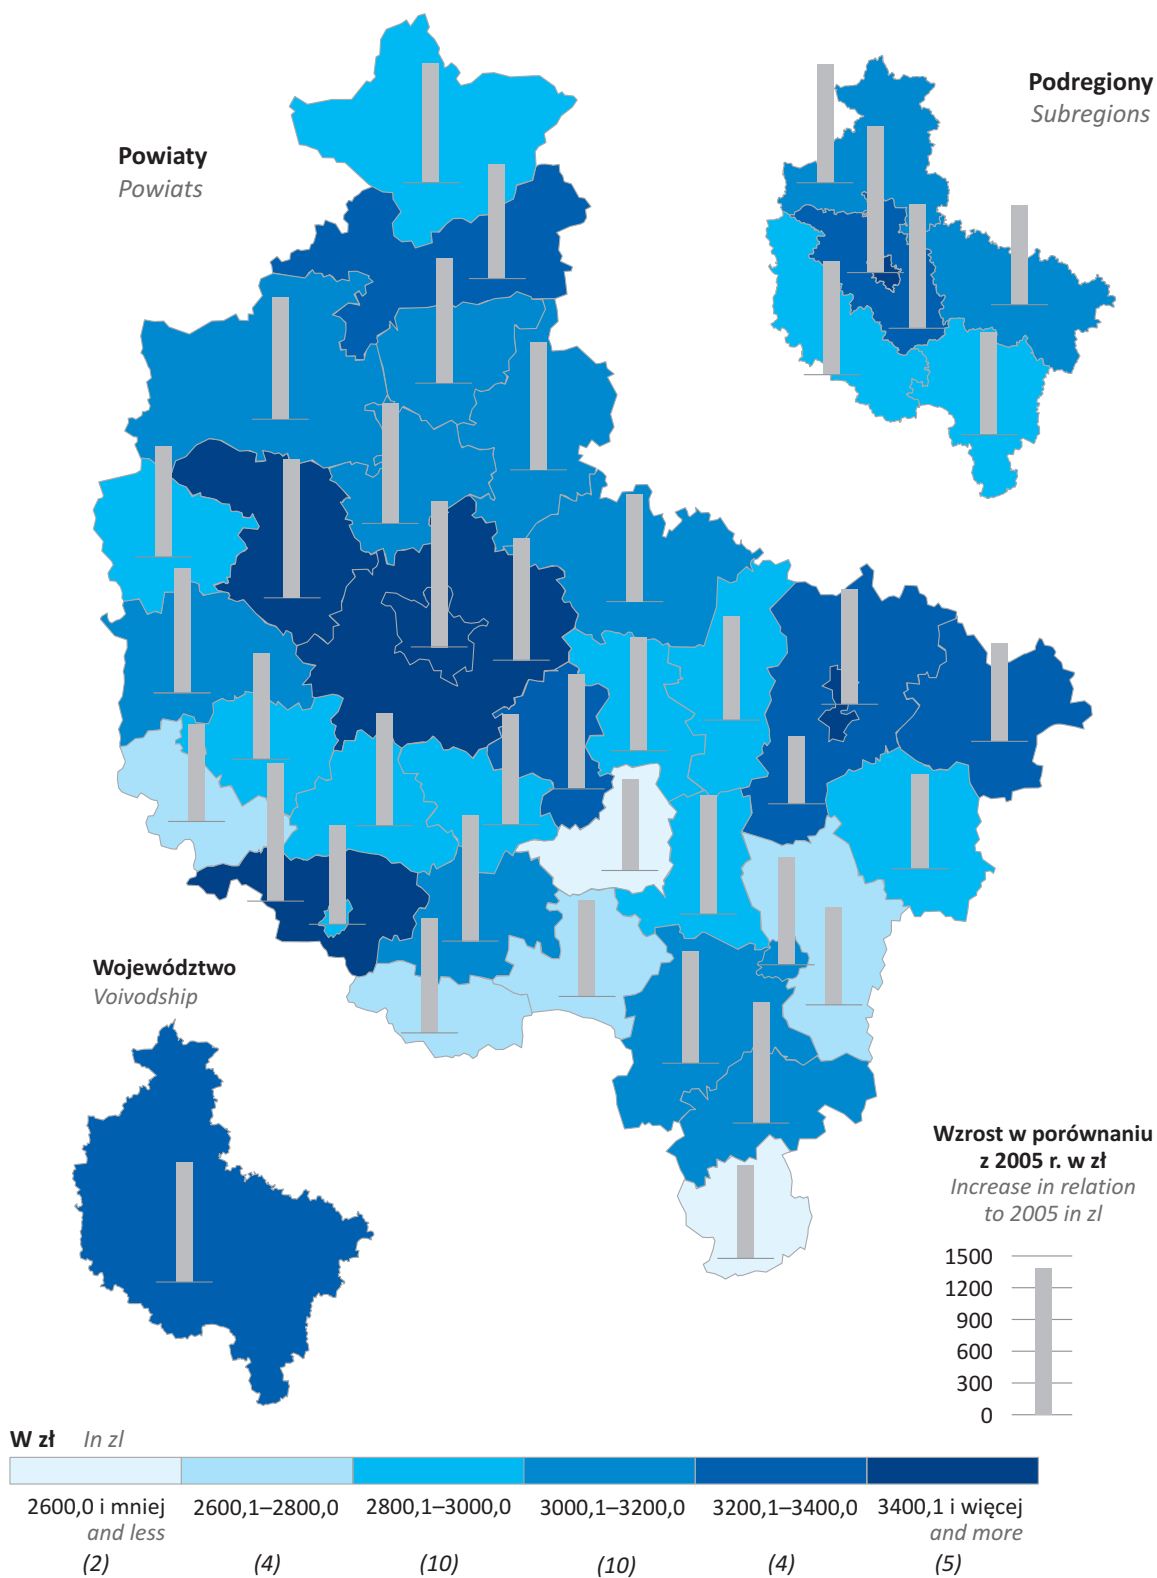 Podregiony
Subregions
Powiaty
Powiats
Województwo
Voivodship
Wzrost w porównaniu
z 2005 r. w zł
Increase in relation
to 2005 in zl
1500
1200
900
600
300
0
W zł In zl
2600,0 i mniej 2600,1–2800,0 2800,1–3000,0 3000,1–3200,0 3200,1–3400,0 3400,1 i więcej
and less and more
(2) (4) (10) (10) (4) (5)